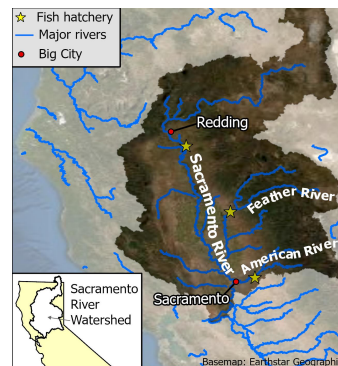 Fish hatchery
Major rivers
Big City
Redding
Sacramento River
Feather River
American River
Sacramento
Sacramento
River
Watershed
Basemap: Earthstar Geographi